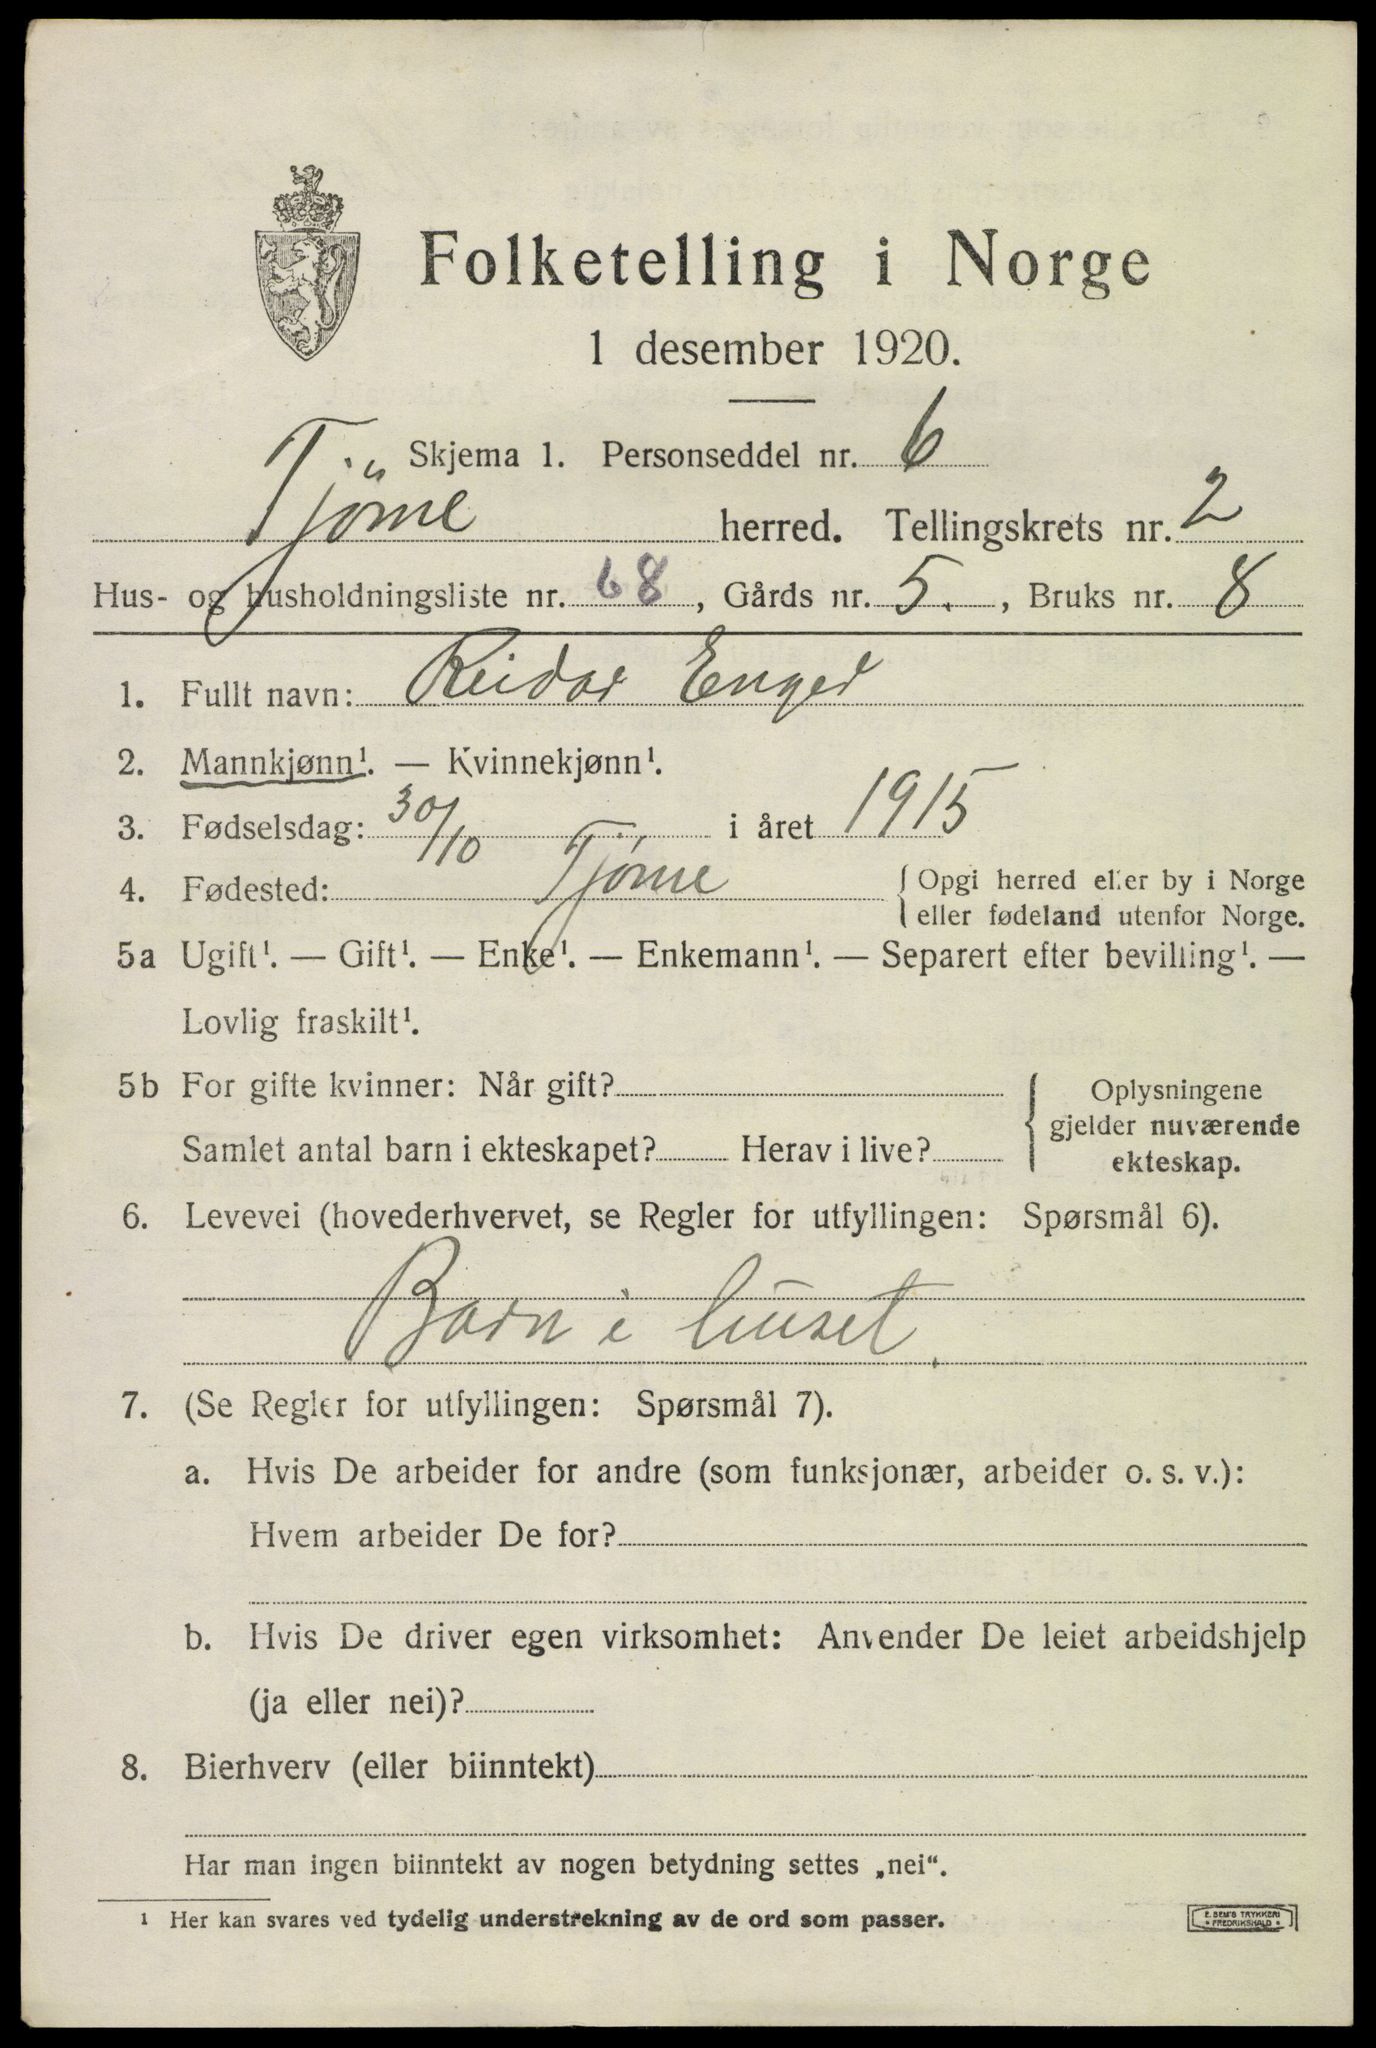 Folketelling i Norge
1 desember 1920.
Skjema 1. Personseddel nr. 6
Tjöme herred. Tellingskrets nr. 2
Hus- og husholdningsliste nr. 68, Gårds nr. 5., Bruks nr. 8
1. Fullt navn: Reidar Enger
2. Mannkjønn¹. — Kvinnekjønn¹.
3. Fødselsdag: 30/10 i året 1915
4. Fødested: Tjøme { Opgi herred eller by i Norge
eller fødeland utenfor Norge.
5a Ugift¹. — Gift¹. — Enke¹. — Enkemann¹. — Separert efter bevilling¹. —
Lovlig fraskilt¹.
5b For gifte kvinner: Når gift?
Samlet antal barn i ekteskapet? Herav i live?
Oplysningene
gjelder nuværende
ekteskap.
6. Levevei (hovederhvervet, se Regler for utfyllingen: Spørsmål 6).
Barn i huset.
7. (Se Regler for utfyllingen: Spørsmål 7).
a. Hvis De arbeider for andre (som funksjonær, arbeider o. s. v.):
Hvem arbeider De for?
b. Hvis De driver egen virksomhet: Anvender De leiet arbeidshjelp
(ja eller nei)?
8. Bierhverv (eller biinntekt)
Har man ingen biinntekt av nogen betydning settes „nei“.
¹ Her kan svares ved tydelig understrekning av de ord som passer.
E. SEM'S TRYKKERI
• FREDRIKSHALD •